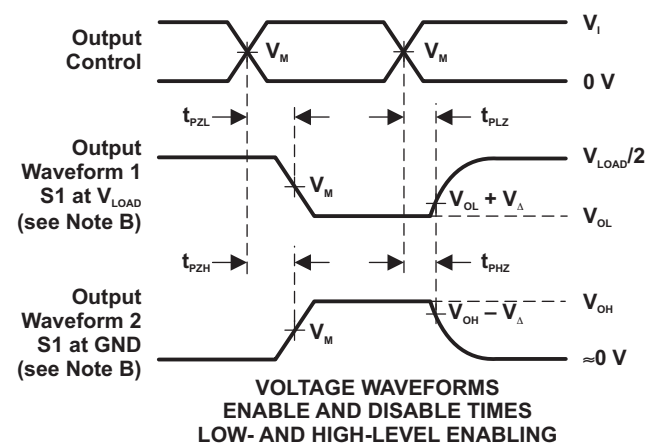 Output
Control
V_M
V_M
V_I
0 V
t_PZL
t_PLZ
Output
Waveform 1
S1 at V_LOAD
(see Note B)
V_M
V_OL + V_Δ
V_LOAD/2
V_OL
t_PZH
t_PHZ
Output
Waveform 2
S1 at GND
(see Note B)
V_M
V_OH – V_Δ
V_OH
≈0 V
VOLTAGE WAVEFORMS
ENABLE AND DISABLE TIMES
LOW- AND HIGH-LEVEL ENABLING